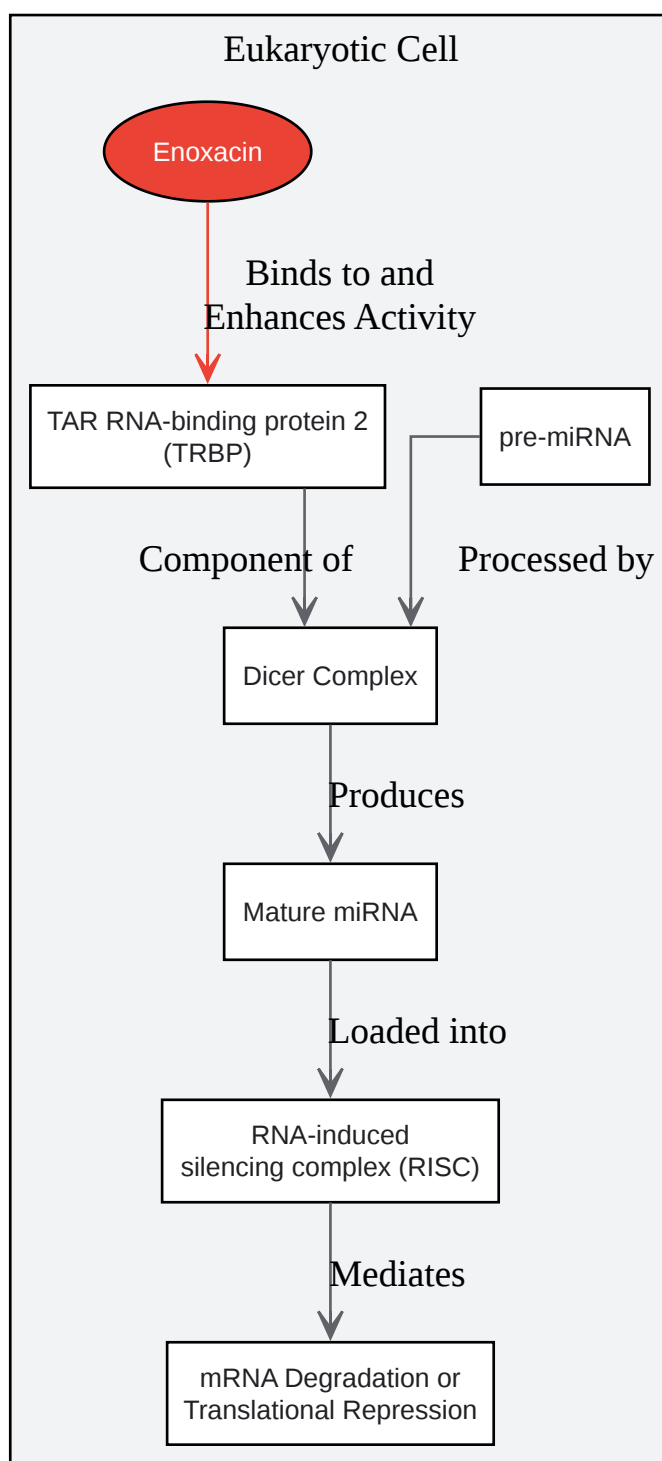 Eukaryotic Cell
Enoxacin
Binds to and
Enhances Activity
TAR RNA-binding protein 2
(TRBP)
pre-miRNA
Component of
Processed by
Dicer Complex
Produces
Mature miRNA
Loaded into
RNA-induced
silencing complex (RISC)
Mediates
mRNA Degradation or
Translational Repression